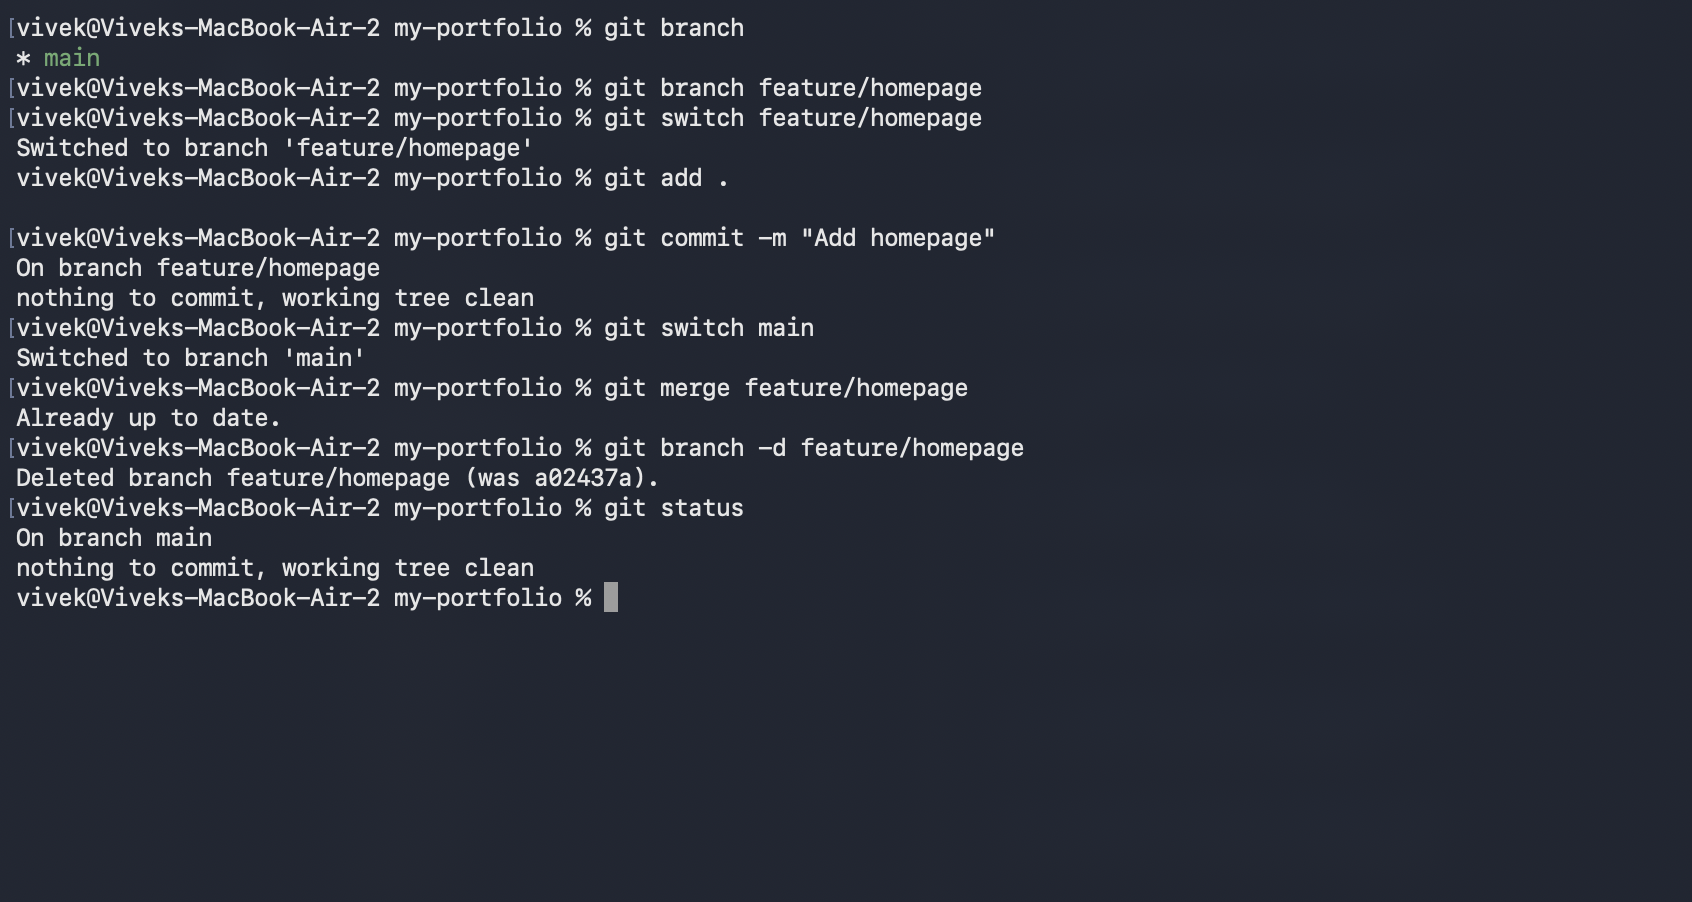 [vivek@Viveks-MacBook-Air-2 my-portfolio % git branch
* main
[vivek@Viveks-MacBook-Air-2 my-portfolio % git branch feature/homepage
[vivek@Viveks-MacBook-Air-2 my-portfolio % git switch feature/homepage
Switched to branch 'feature/homepage'
vivek@Viveks-MacBook-Air-2 my-portfolio % git add .
[vivek@Viveks-MacBook-Air-2 my-portfolio % git commit -m "Add homepage"
On branch feature/homepage
nothing to commit, working tree clean
[vivek@Viveks-MacBook-Air-2 my-portfolio % git switch main
Switched to branch 'main'
[vivek@Viveks-MacBook-Air-2 my-portfolio % git merge feature/homepage
Already up to date.
[vivek@Viveks-MacBook-Air-2 my-portfolio % git branch -d feature/homepage
Deleted branch feature/homepage (was a02437a).
[vivek@Viveks-MacBook-Air-2 my-portfolio % git status
On branch main
nothing to commit, working tree clean
vivek@Viveks-MacBook-Air-2 my-portfolio %